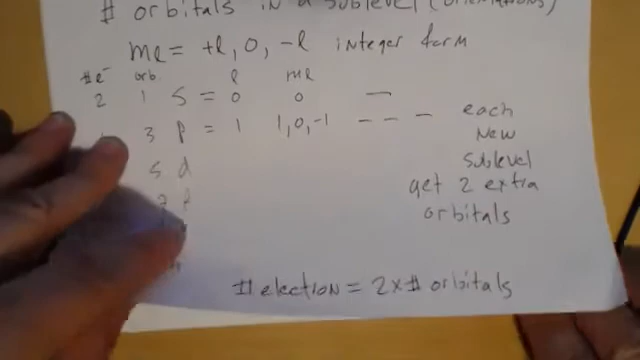 # orbitals in a sublevel (orientations)
ml = +l, 0, -l integer form
#e- orb. l ml
2 1 s = 0 0 —
3 p = 1 1, 0, -1 - - -
5 d
f
each
new
sublevel
get 2 extra
orbitals
# election = 2 x # orbitals